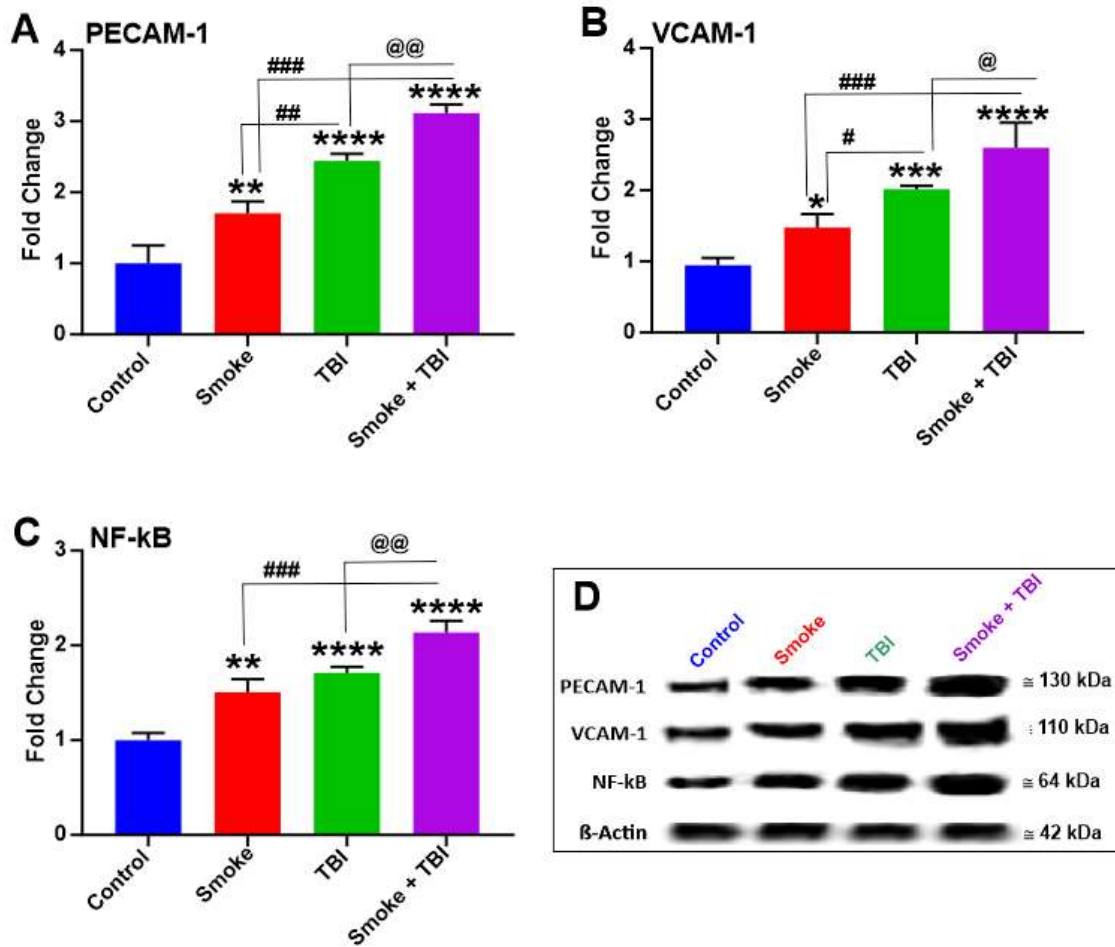 A PECAM-1
@@
###
##
****
****
**
Fold Change
4
3
2
1
0
Control
Smoke
TBI
Smoke + TBI
B VCAM-1
@
###
#
****
***
*
Fold Change
4
3
2
1
0
Control
Smoke
TBI
Smoke + TBI
C NF-kB
@@
###
****
****
**
Fold Change
3
2
1
0
Control
Smoke
TBI
Smoke + TBI
D
Control
Smoke
TBI
Smoke + TBI
PECAM-1 ≅ 130 kDa
VCAM-1 110 kDa
NF-kB ≅ 64 kDa
ß-Actin ≅ 42 kDa